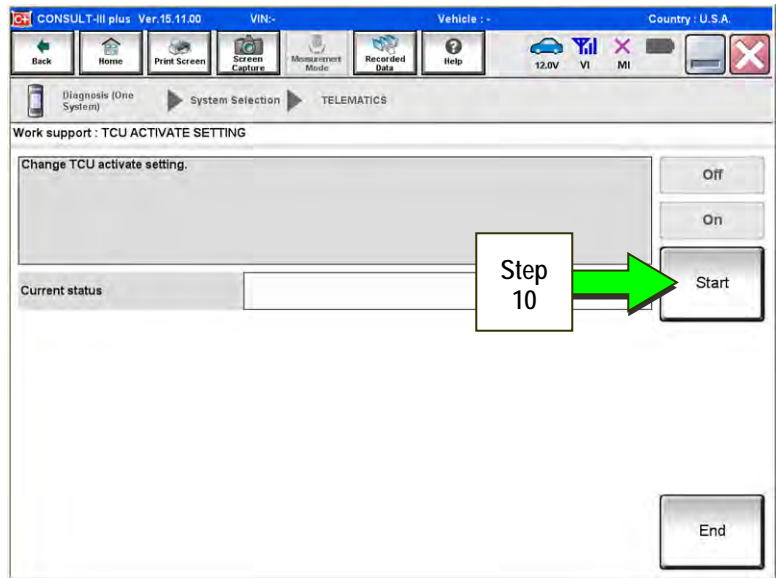 C+ CONSULT-III plus Ver.15.11.00 VIN:- Vehicle : - Country : U.S.A.
Back
Home
Print Screen
Screen
Capture
Measurement
Mode
Recorded
Data
Help
12.0V
VI
MI
Diagnosis (One
System)
System Selection
TELEMATICS
Work support : TCU ACTIVATE SETTING
Change TCU activate setting.
Off
On
Step
10
Start
Current status
End